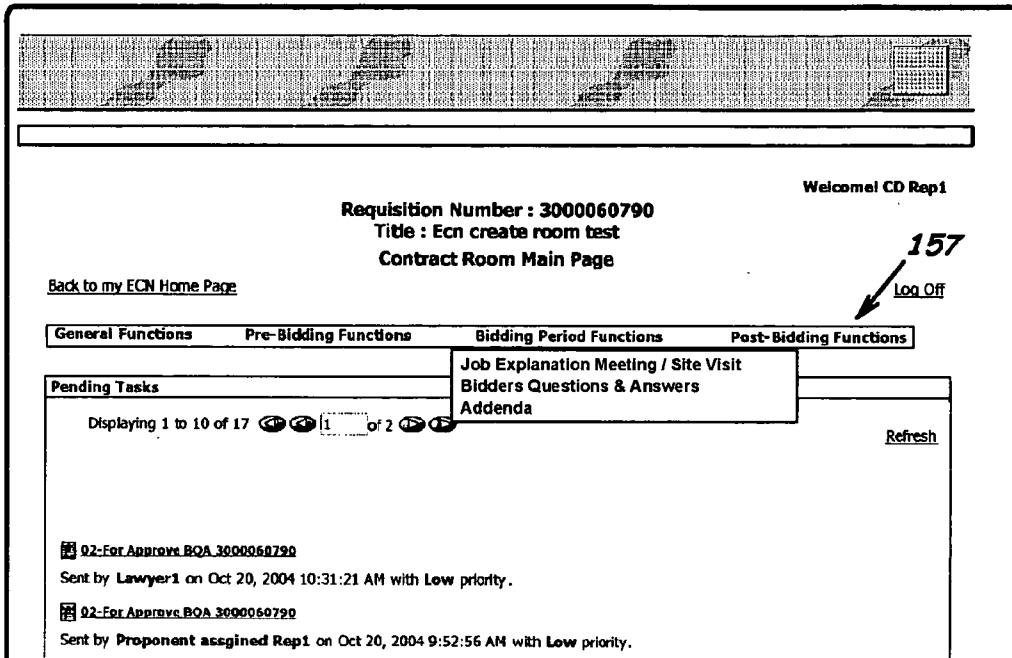 Welcome! CD Rep1
Requisition Number : 3000060790
Title : Ecn create room test
Contract Room Main Page
157
Back to my ECN Home Page
Log Off
General Functions Pre-Bidding Functions Bidding Period Functions Post-Bidding Functions
Job Explanation Meeting / Site Visit
Bidders Questions & Answers
Addenda
Pending Tasks
Displaying 1 to 10 of 17 1 of 2
Refresh
02-For Approve BQA 3000060790
Sent by Lawyer1 on Oct 20, 2004 10:31:21 AM with Low priority.
02-For Approve BQA 3000060790
Sent by Proponent assgined Rep1 on Oct 20, 2004 9:52:56 AM with Low priority.